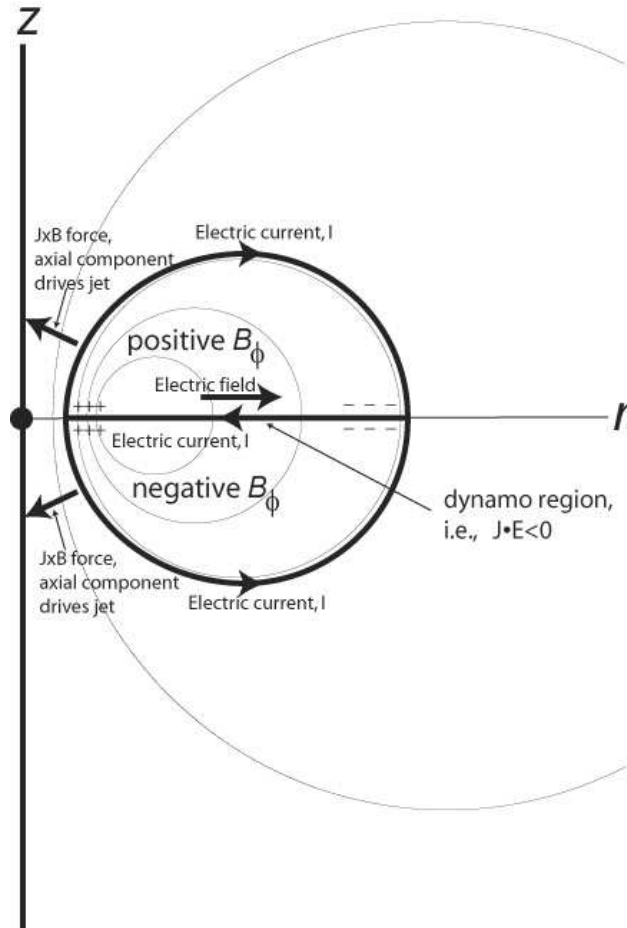 z
JxB force,
axial component
drives jet
Electric current, I
positive Bϕ
Electric field
+++
− − −
r
+++
− − −
Electric current, I
negative Bϕ
dynamo region,
i.e., J•E<0
JxB force,
axial component
drives jet
Electric current, I